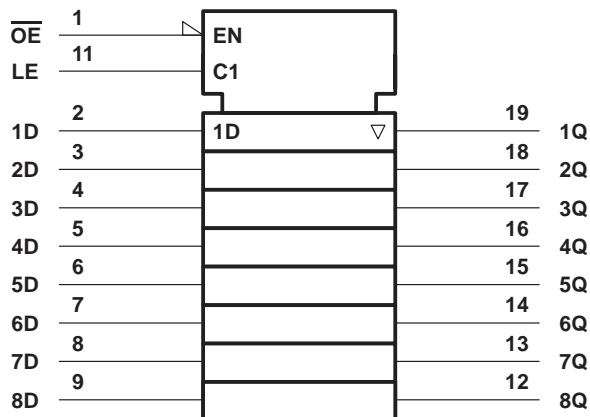 O̅E̅ 1 EN
LE 11 C1
1D 2 1D ▽ 19 1Q
2D 3 18 2Q
3D 4 17 3Q
4D 5 16 4Q
5D 6 15 5Q
6D 7 14 6Q
7D 8 13 7Q
8D 9 12 8Q